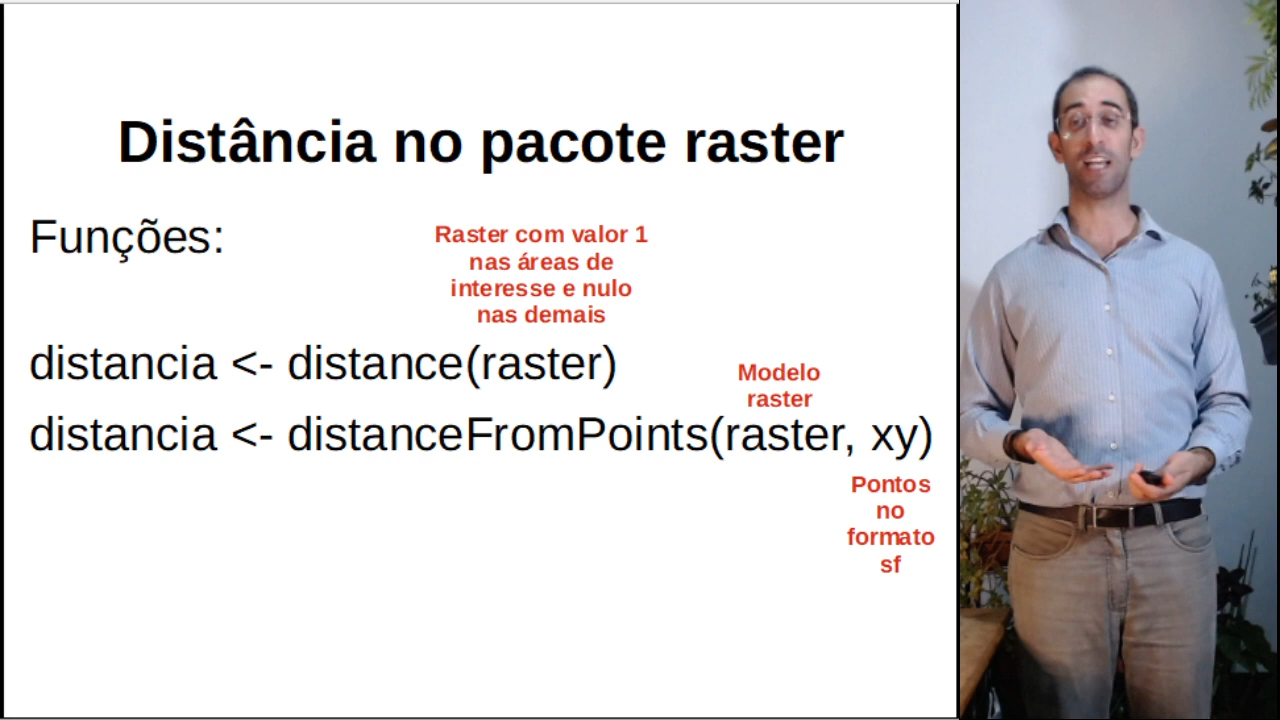 Distância no pacote raster
Funções:
Raster com valor 1
nas áreas de
interesse e nulo
nas demais
distancia <- distance(raster)
Modelo
raster
distancia <- distanceFromPoints(raster, xy)
Pontos
no
formato
sf